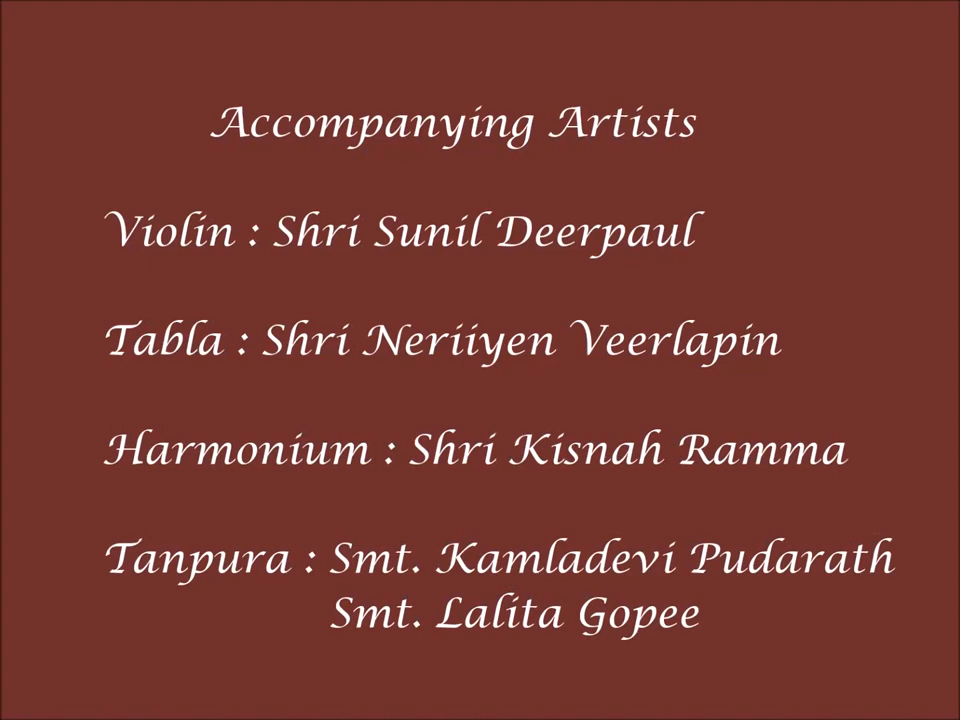 Accompanying Artists
Violin : Shri Sunil Deerpaul
Tabla : Shri Neriiyen Veerlapin
Harmonium : Shri Kisnah Ramma
Tanpura : Smt. Kamladevi Pudarath
Smt. Lalita Gopee